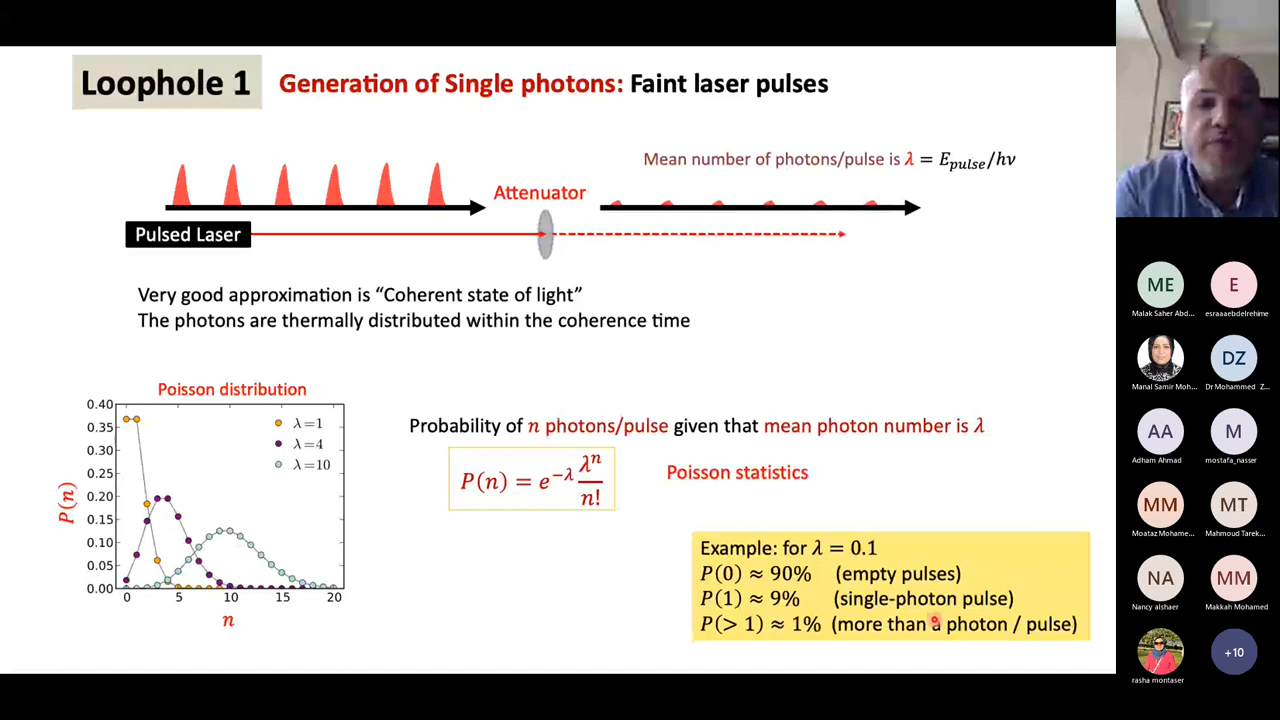 Loophole 1
Generation of Single photons: Faint laser pulses
Mean number of photons/pulse is λ = E_pulse/hν
Attenuator
Pulsed Laser
Very good approximation is “Coherent state of light”
The photons are thermally distributed within the coherence time
Poisson distribution
0.40
0.35
0.30
0.25
0.20
0.15
0.10
0.05
0.00
P(n)
λ=1
λ=4
λ=10
0 5 10 15 20
n
Probability of n photons/pulse given that mean photon number is λ
P(n) = e^{−λ} λ^n / n!
Poisson statistics
Example: for λ = 0.1
P(0) ≈ 90% (empty pulses)
P(1) ≈ 9% (single-photon pulse)
P(> 1) ≈ 1% (more than a photon / pulse)
ME
Malak Saher Abd...
E
esraaaebdelrehime
Manal Samir Moh...
DZ
Dr Mohammed Z...
AA
Adham Ahmad
M
mostafa_nasser
MM
Moataz Mohame...
MT
Mahmoud Tarek...
NA
Nancy alshaer
MM
Makkah Mohamed
rasha montaser
+10